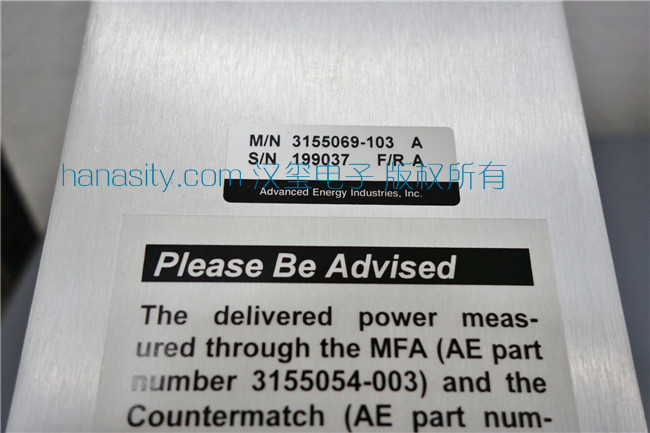 M/N 3155069-103 A
S/N 199037 F/R A
hanasity.com 汉玺电子 版权所有
Advanced Energy Industries, Inc.
Please Be Advised
The delivered power meas-
ured through the MFA (AE part
number 3155054-003) and the
Countermatch (AE part num-